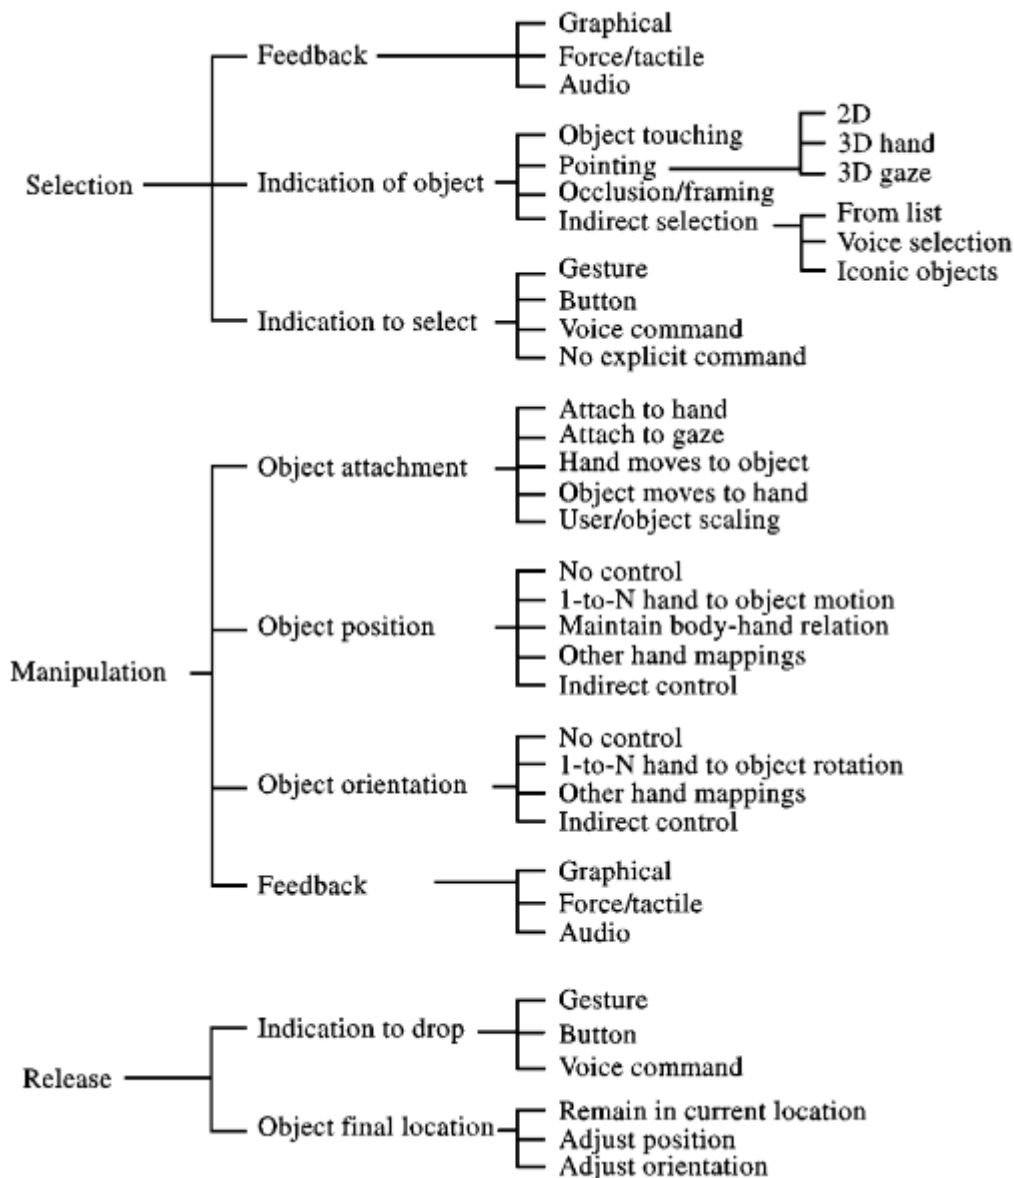 Selection
Feedback
Graphical
Force/tactile
Audio
Indication of object
Object touching
Pointing
2D
3D hand
3D gaze
Occlusion/framing
Indirect selection
From list
Voice selection
Iconic objects
Indication to select
Gesture
Button
Voice command
No explicit command
Manipulation
Object attachment
Attach to hand
Attach to gaze
Hand moves to object
Object moves to hand
User/object scaling
Object position
No control
1-to-N hand to object motion
Maintain body-hand relation
Other hand mappings
Indirect control
Object orientation
No control
1-to-N hand to object rotation
Other hand mappings
Indirect control
Feedback
Graphical
Force/tactile
Audio
Release
Indication to drop
Gesture
Button
Voice command
Object final location
Remain in current location
Adjust position
Adjust orientation